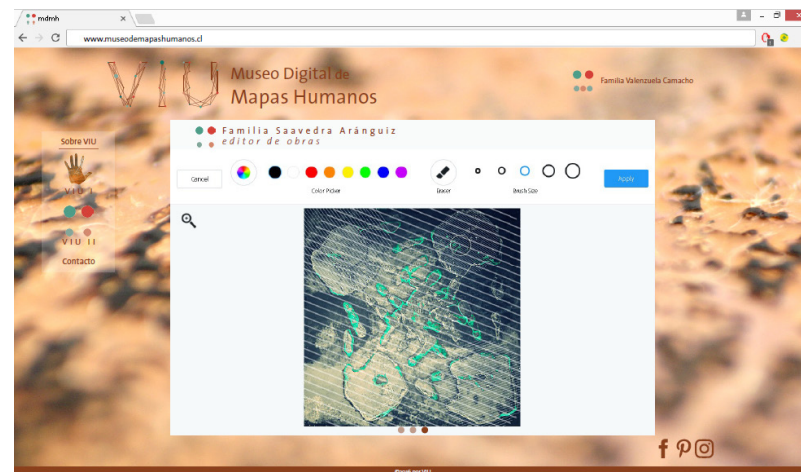 mdmh
www.museodemapashumanos.cl
VIU
Museo Digital de
Mapas Humanos
Familia Valenzuela Camacho
Sobre VIU
VIU I
VIU II
Contacto
Familia Saavedra Aránguiz
editor de obras
Cancel
Color Picker
Eraser
Brush Size
Apply